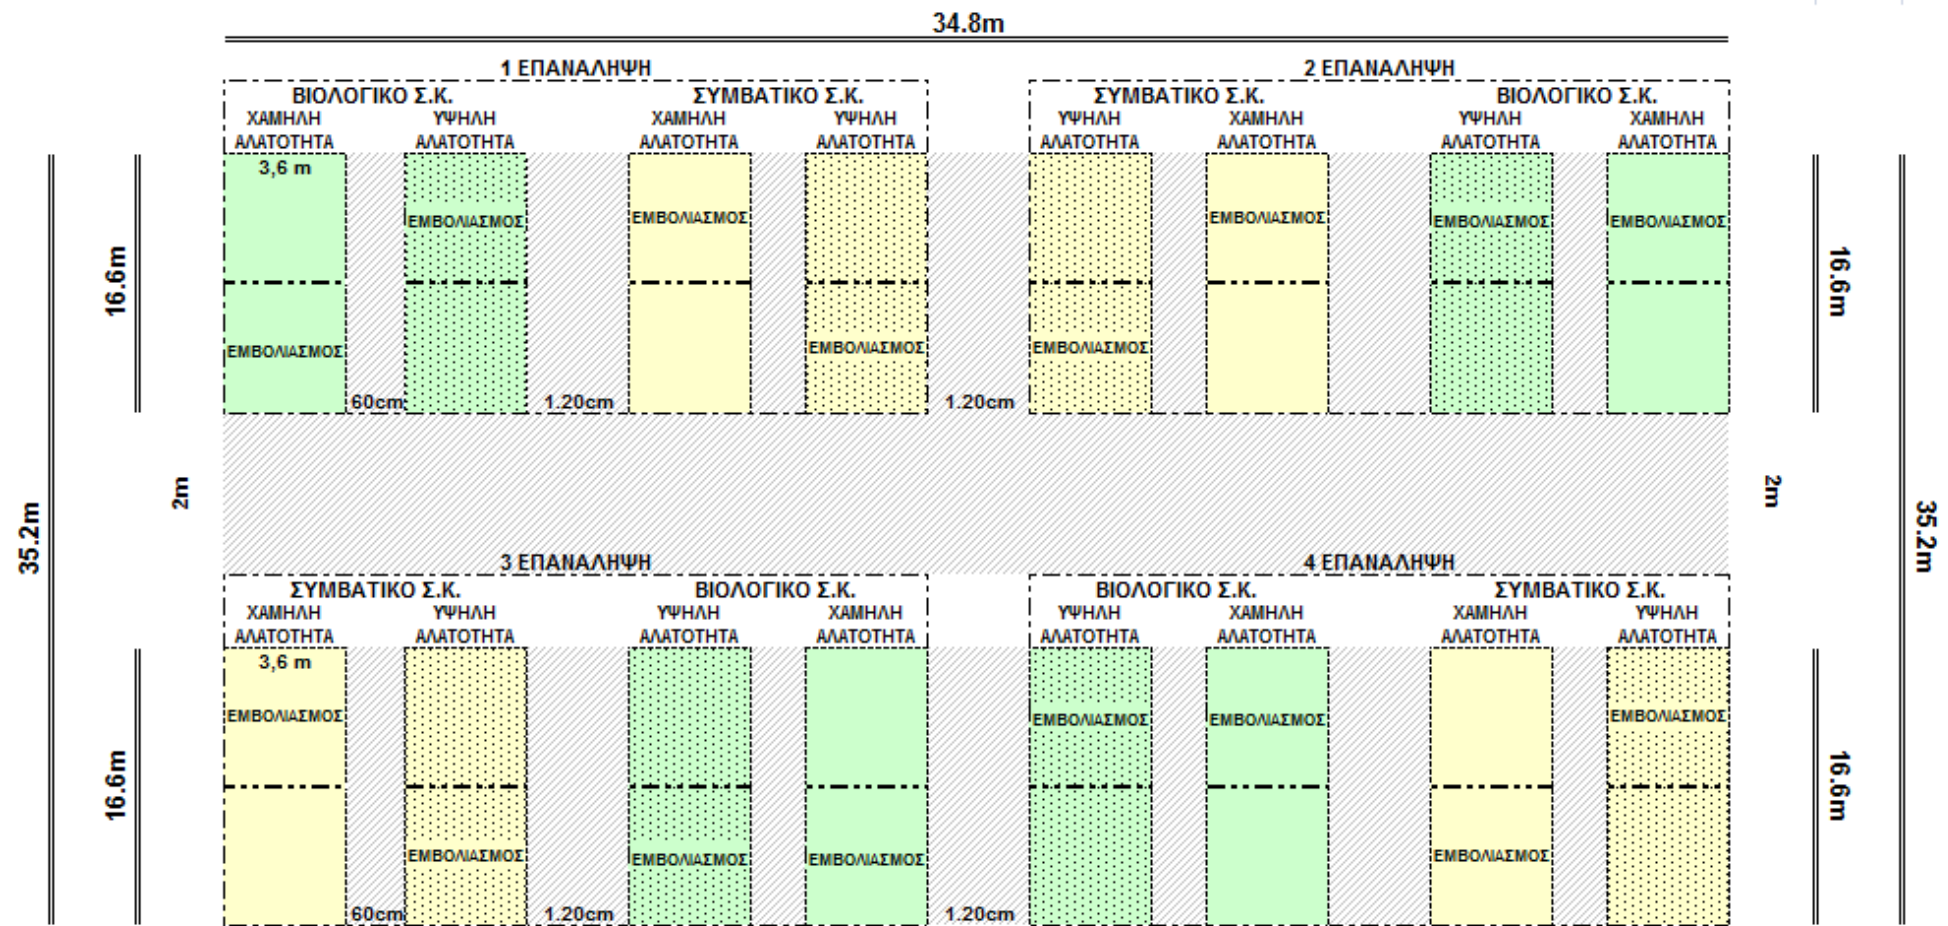 34.8m
1 ΕΠΑΝΑΛΗΨΗ
2 ΕΠΑΝΑΛΗΨΗ
ΒΙΟΛΟΓΙΚΟ Σ.Κ.
ΣΥΜΒΑΤΙΚΟ Σ.Κ.
ΣΥΜΒΑΤΙΚΟ Σ.Κ.
ΒΙΟΛΟΓΙΚΟ Σ.Κ.
ΧΑΜΗΛΗ
ΑΛΑΤΟΤΗΤΑ
ΥΨΗΛΗ
ΑΛΑΤΟΤΗΤΑ
ΧΑΜΗΛΗ
ΑΛΑΤΟΤΗΤΑ
ΥΨΗΛΗ
ΑΛΑΤΟΤΗΤΑ
ΥΨΗΛΗ
ΑΛΑΤΟΤΗΤΑ
ΧΑΜΗΛΗ
ΑΛΑΤΟΤΗΤΑ
ΥΨΗΛΗ
ΑΛΑΤΟΤΗΤΑ
ΧΑΜΗΛΗ
ΑΛΑΤΟΤΗΤΑ
3,6 m
ΕΜΒΟΛΙΑΣΜΟΣ
ΕΜΒΟΛΙΑΣΜΟΣ
ΕΜΒΟΛΙΑΣΜΟΣ
ΕΜΒΟΛΙΑΣΜΟΣ
ΕΜΒΟΛΙΑΣΜΟΣ
16.6m
16.6m
ΕΜΒΟΛΙΑΣΜΟΣ
ΕΜΒΟΛΙΑΣΜΟΣ
ΕΜΒΟΛΙΑΣΜΟΣ
60cm
1.20cm
1.20cm
2m
2m
35.2m
35.2m
3 ΕΠΑΝΑΛΗΨΗ
4 ΕΠΑΝΑΛΗΨΗ
ΣΥΜΒΑΤΙΚΟ Σ.Κ.
ΒΙΟΛΟΓΙΚΟ Σ.Κ.
ΒΙΟΛΟΓΙΚΟ Σ.Κ.
ΣΥΜΒΑΤΙΚΟ Σ.Κ.
ΧΑΜΗΛΗ
ΑΛΑΤΟΤΗΤΑ
ΥΨΗΛΗ
ΑΛΑΤΟΤΗΤΑ
ΥΨΗΛΗ
ΑΛΑΤΟΤΗΤΑ
ΧΑΜΗΛΗ
ΑΛΑΤΟΤΗΤΑ
ΥΨΗΛΗ
ΑΛΑΤΟΤΗΤΑ
ΧΑΜΗΛΗ
ΑΛΑΤΟΤΗΤΑ
ΧΑΜΗΛΗ
ΑΛΑΤΟΤΗΤΑ
ΥΨΗΛΗ
ΑΛΑΤΟΤΗΤΑ
3,6 m
ΕΜΒΟΛΙΑΣΜΟΣ
ΕΜΒΟΛΙΑΣΜΟΣ
ΕΜΒΟΛΙΑΣΜΟΣ
ΕΜΒΟΛΙΑΣΜΟΣ
16.6m
16.6m
ΕΜΒΟΛΙΑΣΜΟΣ
ΕΜΒΟΛΙΑΣΜΟΣ
ΕΜΒΟΛΙΑΣΜΟΣ
ΕΜΒΟΛΙΑΣΜΟΣ
60cm
1.20cm
1.20cm